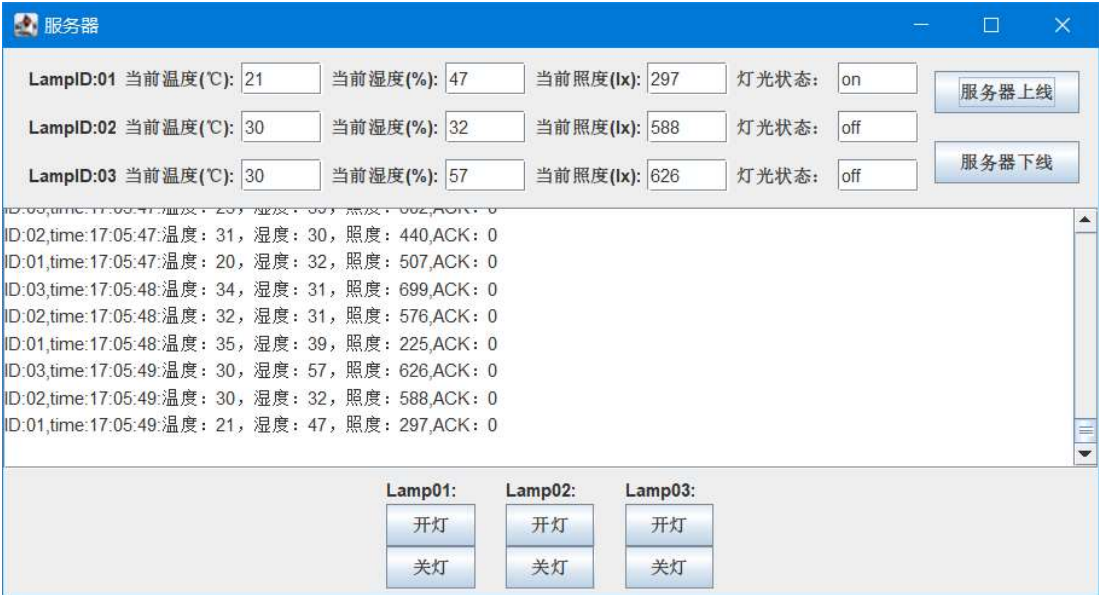 服务器
LampID:01 当前温度(℃): 21 当前湿度(%): 47 当前照度(lx): 297 灯光状态： on
服务器上线
LampID:02 当前温度(℃): 30 当前湿度(%): 32 当前照度(lx): 588 灯光状态： off
服务器下线
LampID:03 当前温度(℃): 30 当前湿度(%): 57 当前照度(lx): 626 灯光状态： off
ID:02,time:17:05:47:温度：31，湿度：30，照度：440,ACK：0
ID:01,time:17:05:47:温度：20，湿度：32，照度：507,ACK：0
ID:03,time:17:05:48:温度：34，湿度：31，照度：699,ACK：0
ID:02,time:17:05:48:温度：32，湿度：31，照度：576,ACK：0
ID:01,time:17:05:48:温度：35，湿度：39，照度：225,ACK：0
ID:03,time:17:05:49:温度：30，湿度：57，照度：626,ACK：0
ID:02,time:17:05:49:温度：30，湿度：32，照度：588,ACK：0
ID:01,time:17:05:49:温度：21，湿度：47，照度：297,ACK：0
Lamp01: Lamp02: Lamp03:
开灯 开灯 开灯
关灯 关灯 关灯